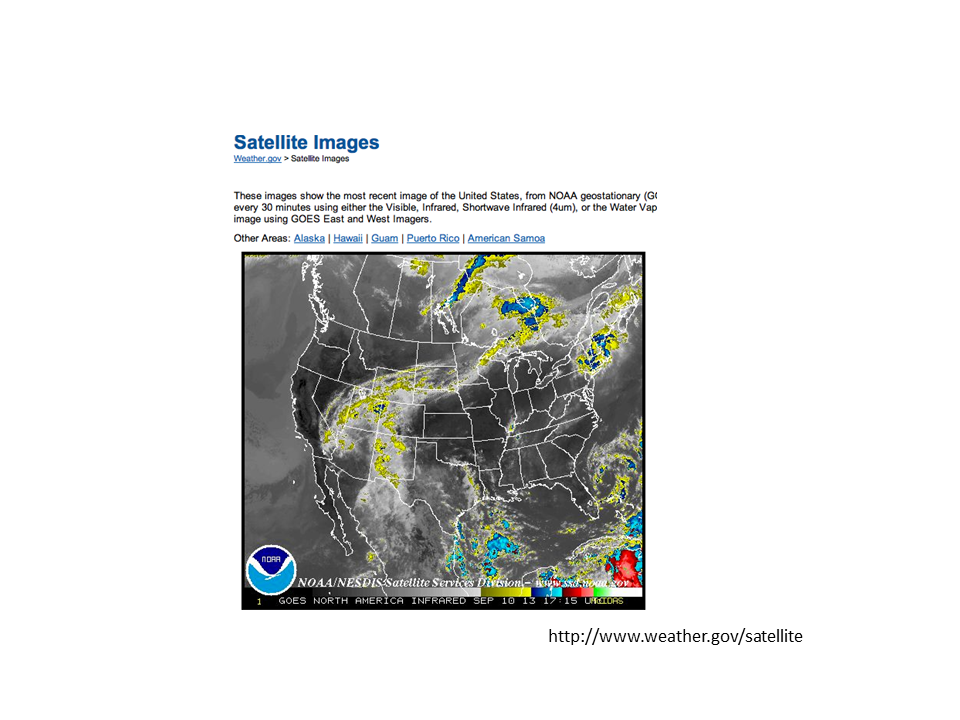 Satellite Images
Weather.gov > Satellite Images
These images show the most recent image of the United States, from NOAA geostationary (GO
every 30 minutes using either the Visible, Infrared, Shortwave Infrared (4um), or the Water Vap
image using GOES East and West Imagers.
Other Areas: Alaska | Hawaii | Guam | Puerto Rico | American Samoa
NOAA
NOAA/NESDIS Satellite Services Division – www.ssd.noaa.gov
1 GOES NORTH AMERICA INFRARED SEP 10 13 17:15
http://www.weather.gov/satellite